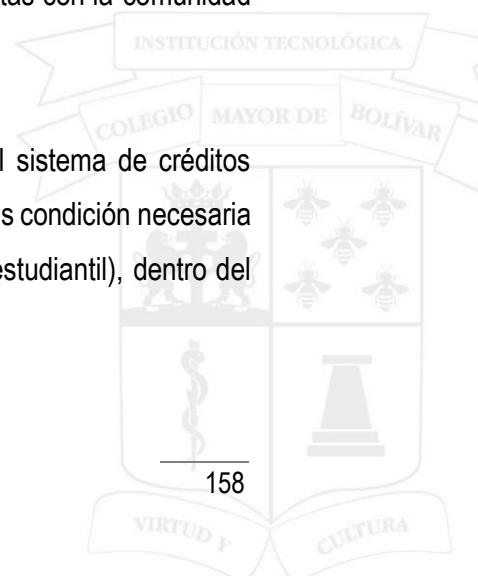 tas con la comunidad
INSTITUCIÓN TECNOLÓGICA
COLEGIO MAYOR DE BOLÍVAR
l sistema de créditos
s condición necesaria
estudiantil), dentro del
158
VIRTUD Y CULTURA